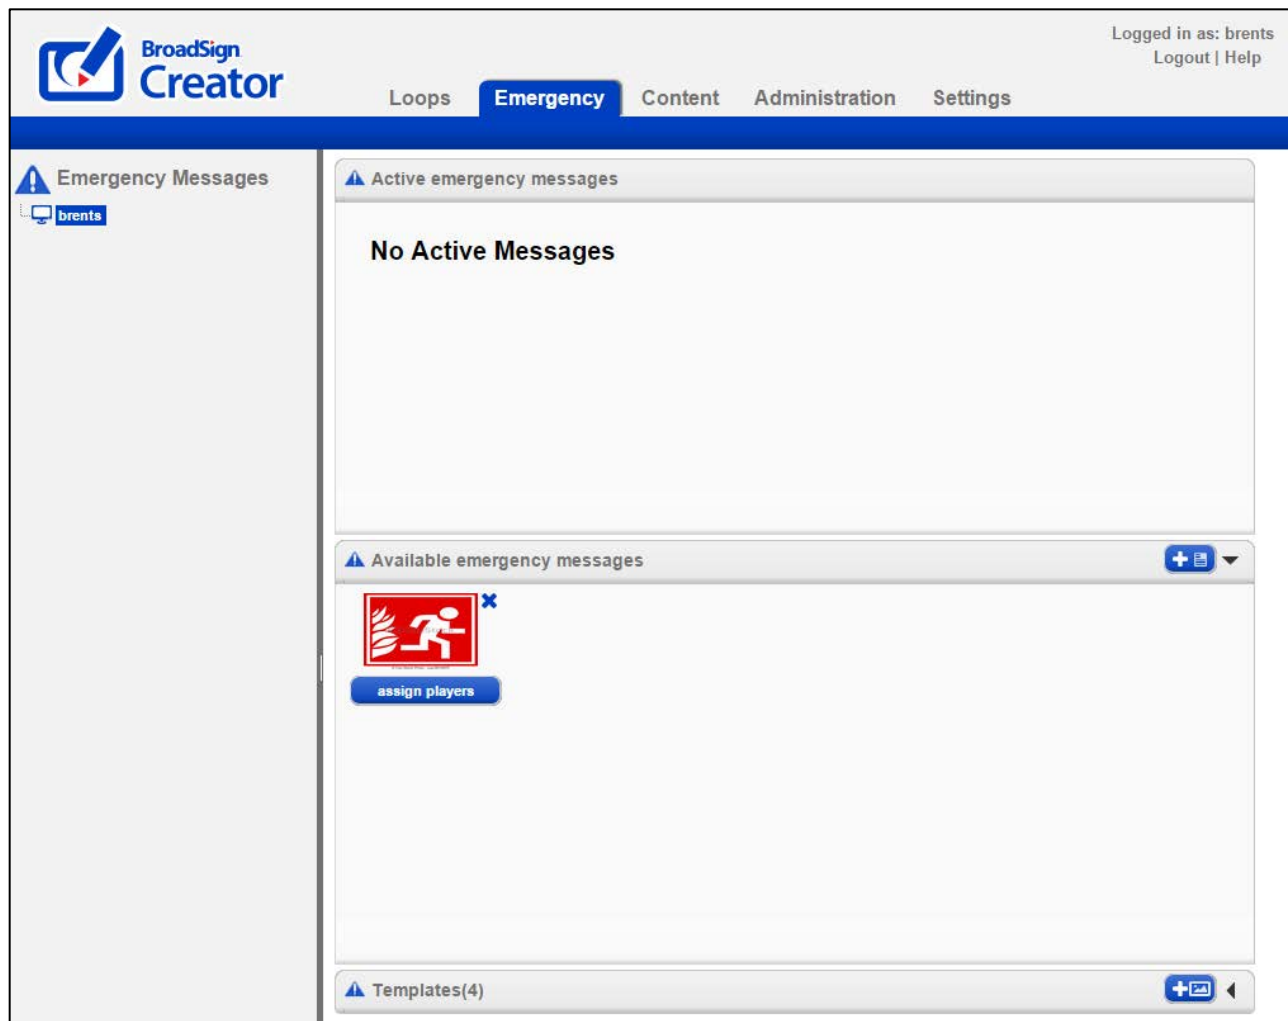 BroadSign
Creator
Logged in as: brents
Logout | Help
Loops
Emergency
Content
Administration
Settings
Emergency Messages
brents
Active emergency messages
No Active Messages
Available emergency messages
assign players
Templates(4)